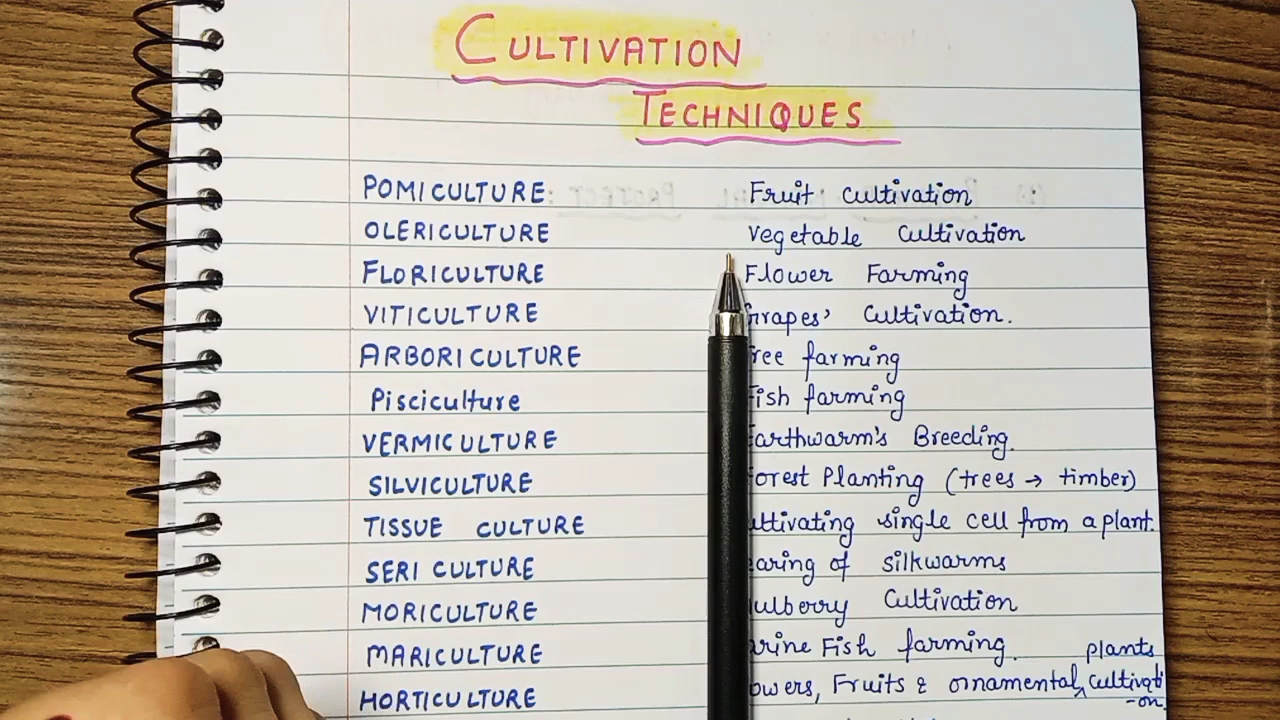 CULTIVATION
TECHNIQUES
POMICULTURE Fruit Cultivation
OLERICULTURE Vegetable Cultivation
FLORICULTURE Flower Farming
VITICULTURE Grapes' Cultivation.
ARBORICULTURE ree farming
Pisciculture ish farming
VERMICULTURE arthwarm's Breeding.
SILVICULTURE orest Planting (trees → timber)
TISSUE CULTURE ultivating single cell from a plant.
SERI CULTURE earing of silkwarms
MORICULTURE ulberry Cultivation
MARICULTURE arine Fish farming.
HORTICULTURE owers, Fruits & ornamental plants cultivati-on.